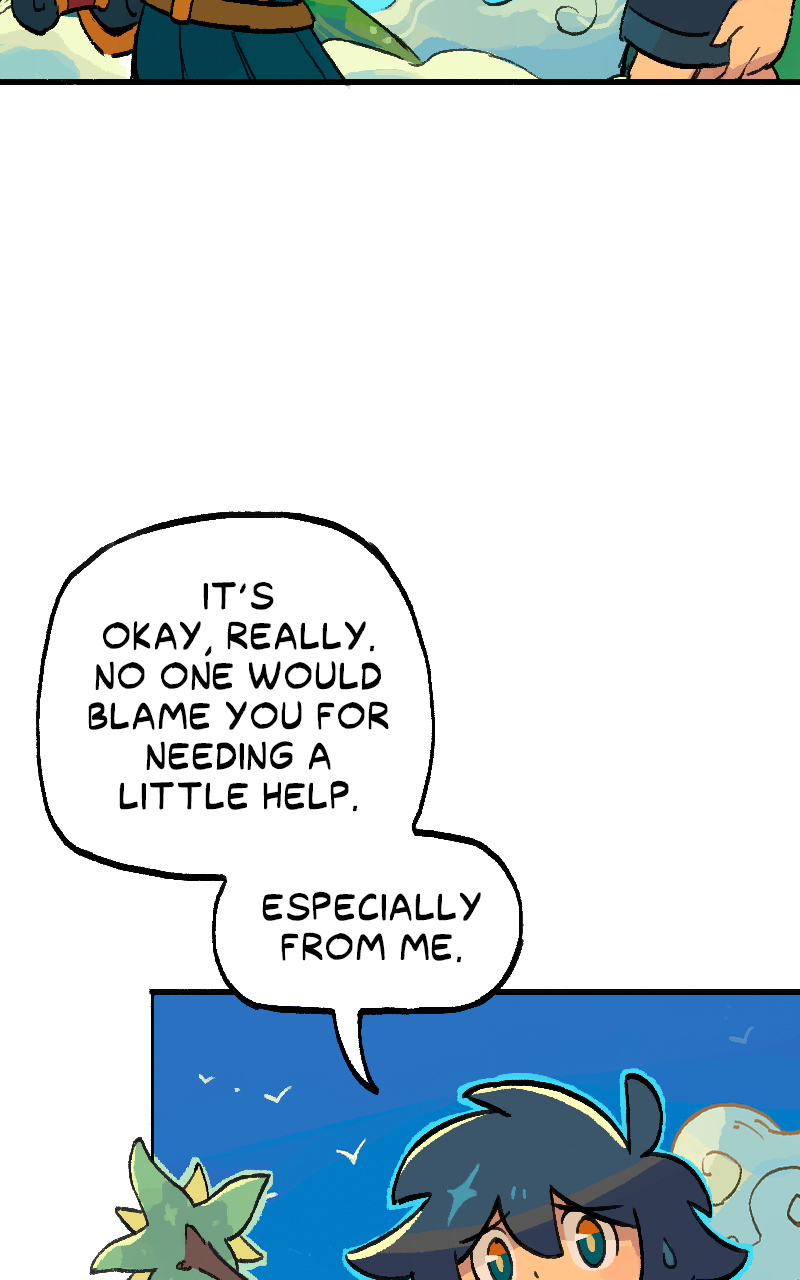 IT'S
OKAY, REALLY.
NO ONE WOULD
BLAME YOU FOR
NEEDING A
LITTLE HELP.
ESPECIALLY
FROM ME.